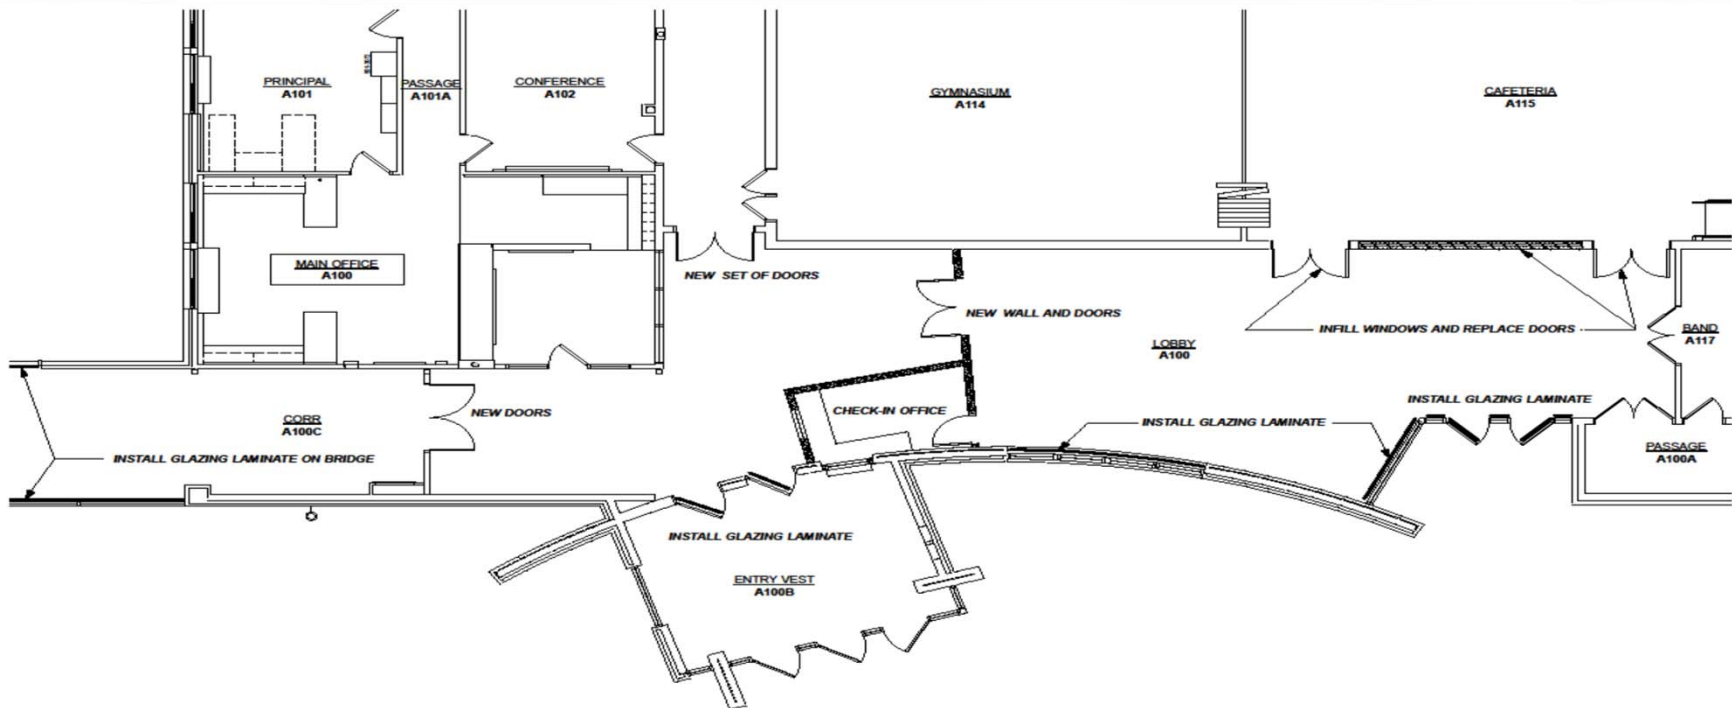 PRINCIPAL
A101
PASSAGE
A101A
CONFERENCE
A102
GYMNASIUM
A114
CAFETERIA
A115
MAIN OFFICE
A100
NEW SET OF DOORS
NEW WALL AND DOORS
INFILL WINDOWS AND REPLACE DOORS
LOBBY
A100
BAND
A117
CORR
A100C
NEW DOORS
CHECK-IN OFFICE
INSTALL GLAZING LAMINATE
INSTALL GLAZING LAMINATE
INSTALL GLAZING LAMINATE ON BRIDGE
PASSAGE
A100A
INSTALL GLAZING LAMINATE
ENTRY VEST
A100B